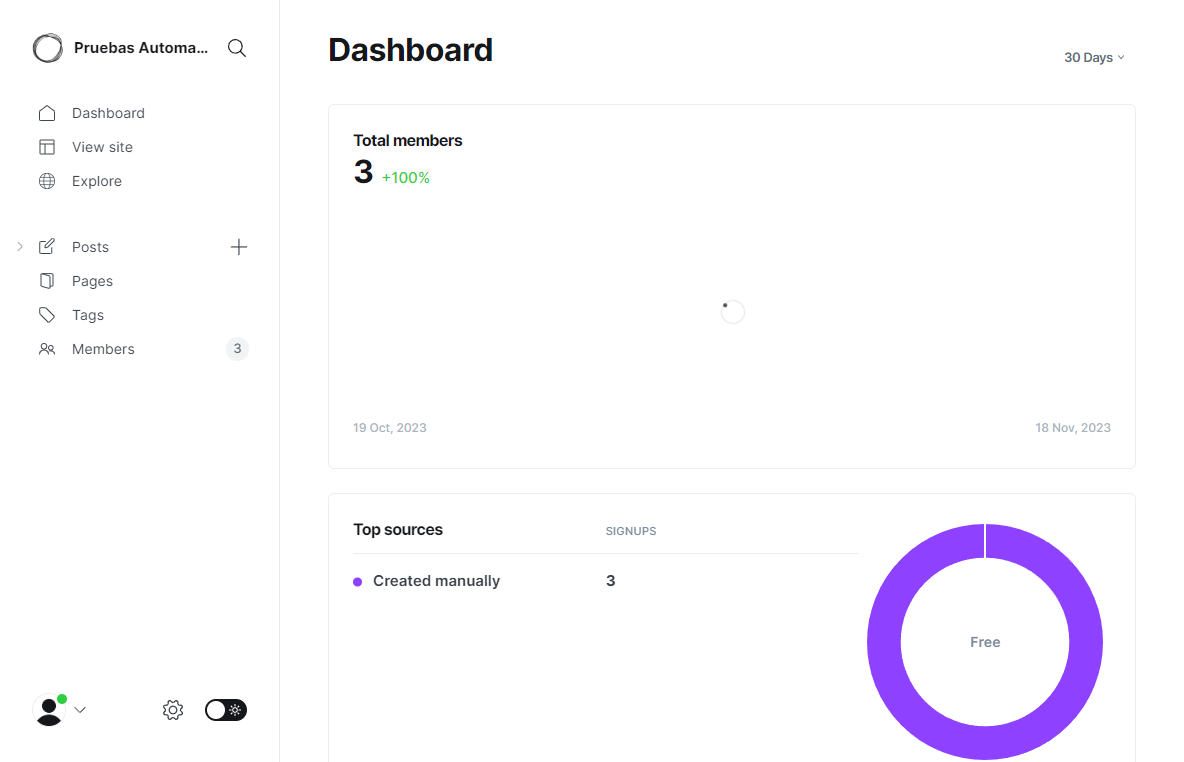 Pruebas Automa...
Dashboard
View site
Explore
Posts
Pages
Tags
Members
3
Dashboard
30 Days
Total members
3 +100%
19 Oct, 2023
18 Nov, 2023
Top sources
SIGNUPS
Created manually
3
Free